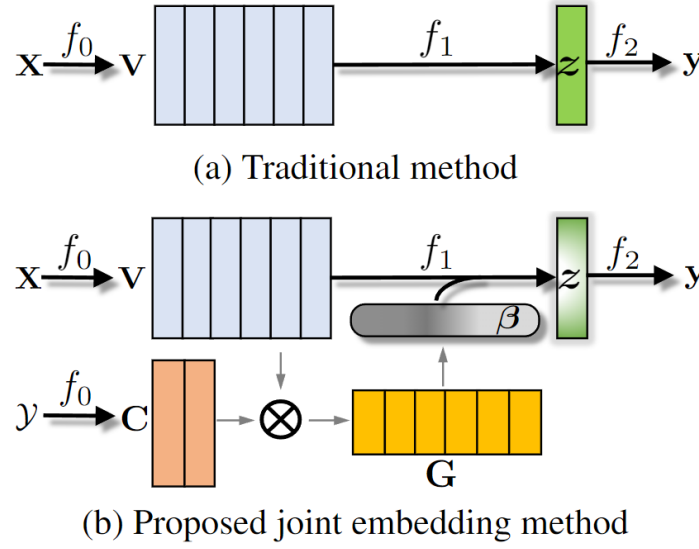 x f₀ V f₁ z f₂ y
(a) Traditional method
x f₀ V f₁ z f₂ y
β
𝒴 f₀ C ⊗
G
(b) Proposed joint embedding method